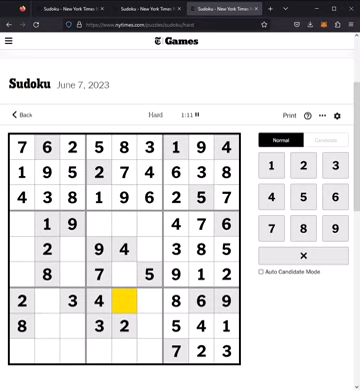 Sudoku - New York Times
Sudoku - New York Times
Sudoku - New York Times
https://www.nytimes.com/puzzles/sudoku/hard
Games
Sudoku June 7, 2023
Back Hard 1:11 Print
7 6 2 5 8 3 1 9 4
1 9 5 2 7 4 6 3 8
4 3 8 1 9 6 2 5 7
1 9 4 7 6
2 9 4 3 8 5
8 7 5 9 1 2
2 3 4 8 6 9
8 3 2 5 4 1
7 2 3
Normal Candidate
1 2 3
4 5 6
7 8 9
×
Auto Candidate Mode